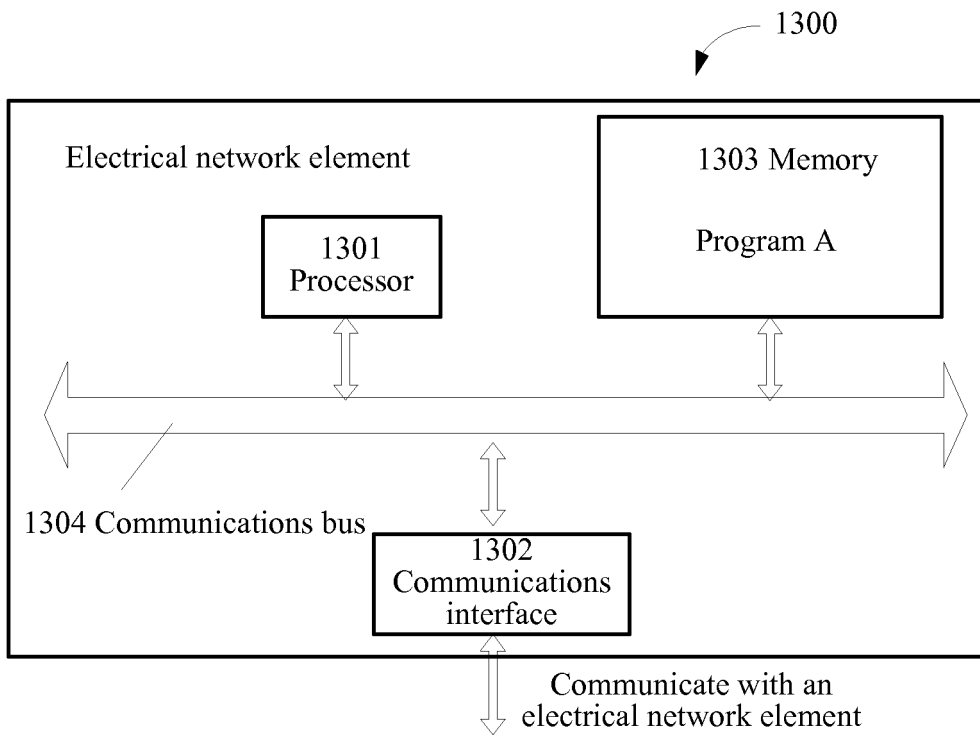 1300
Electrical network element
1303 Memory
Program A
1301
Processor
1304 Communications bus
1302
Communications
interface
Communicate with an
electrical network element